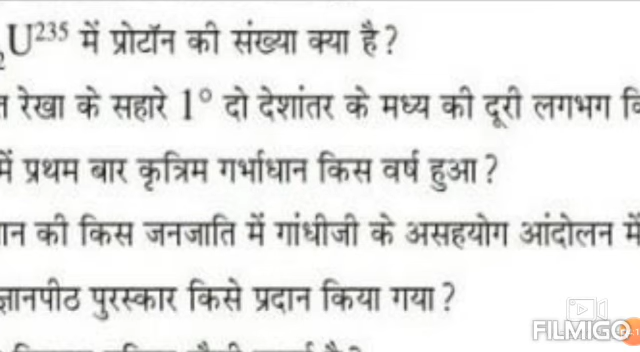 U²³⁵ में प्रोटॉन की संख्या क्या है?
रेखा के सहारे 1° दो देशांतर के मध्य की दूरी लगभग
में प्रथम बार कृत्रिम गर्भाधान किस वर्ष हुआ?
की किस जनजाति में गांधीजी के असहयोग आंदोलन में
ज्ञानपीठ पुरस्कार किसे प्रदान किया गया?
FILMIGO